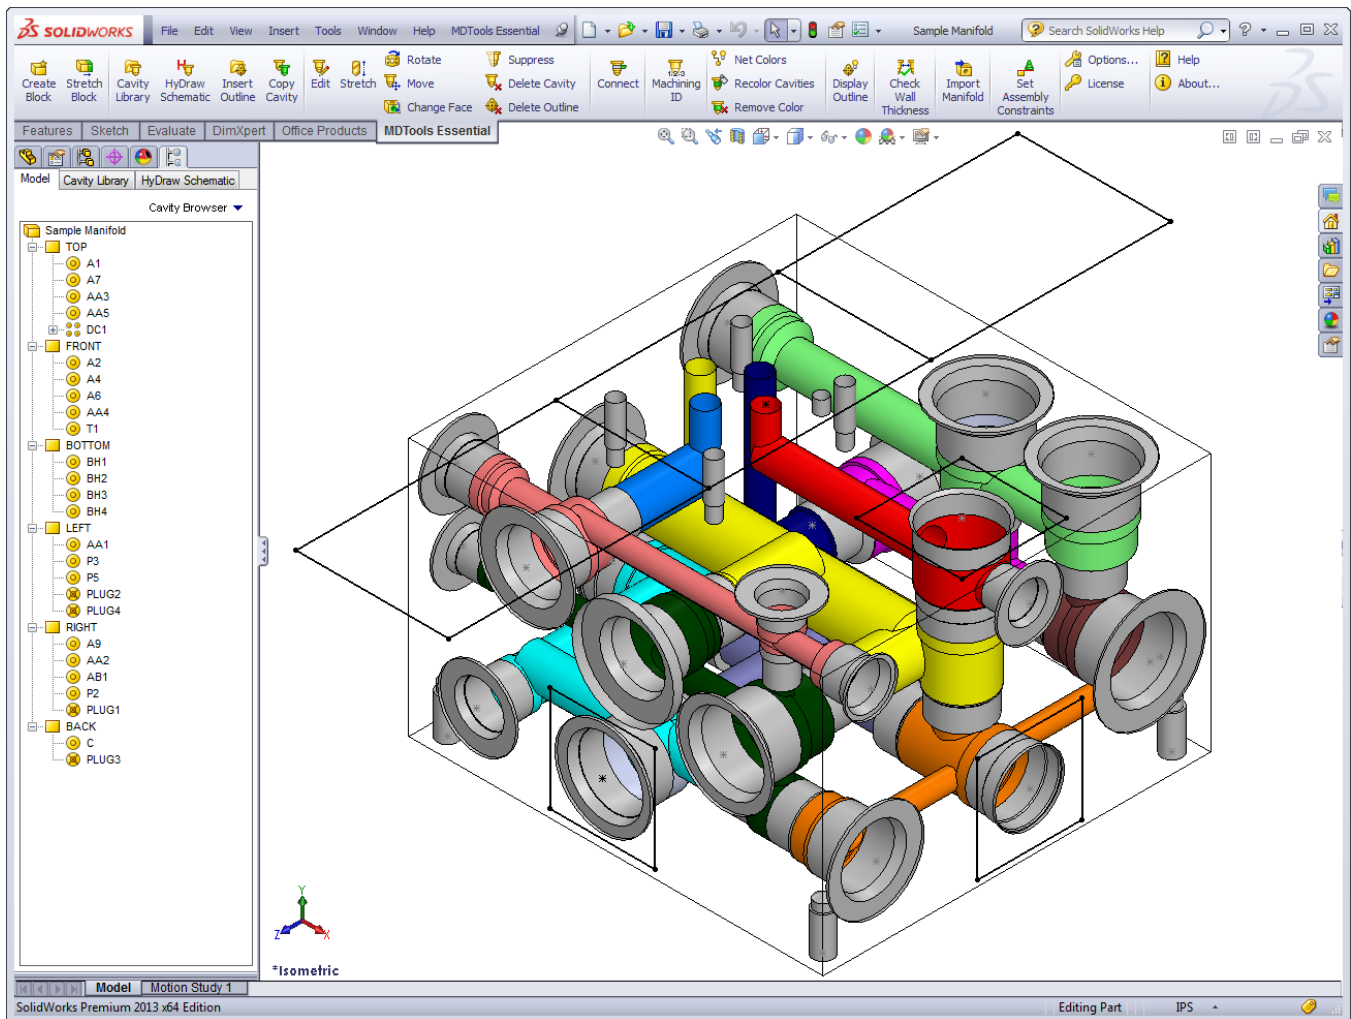 SOLIDWORKS File Edit View Insert Tools Window Help MDTools Essential Sample Manifold Search SolidWorks Help
Create Block
Stretch Block
Cavity Library
HyDraw Schematic
Insert Outline
Copy Cavity
Edit
Stretch
Rotate
Move
Change Face
Suppress
Delete Cavity
Delete Outline
Connect
Machining ID
Net Colors
Recolor Cavities
Remove Color
Display Outline
Check Wall Thickness
Import Manifold
Set Assembly Constraints
Options...
License
Help
About...
Features Sketch Evaluate DimXpert Office Products MDTools Essential
Model Cavity Library HyDraw Schematic
Cavity Browser
Sample Manifold
TOP
A1
A7
AA3
AA5
DC1
FRONT
A2
A4
A6
AA4
T1
BOTTOM
BH1
BH2
BH3
BH4
LEFT
AA1
P3
P5
PLUG2
PLUG4
RIGHT
A9
AA2
AB1
P2
PLUG1
BACK
C
PLUG3
Y
Z X
*Isometric
Model Motion Study 1
SolidWorks Premium 2013 x64 Edition Editing Part IPS